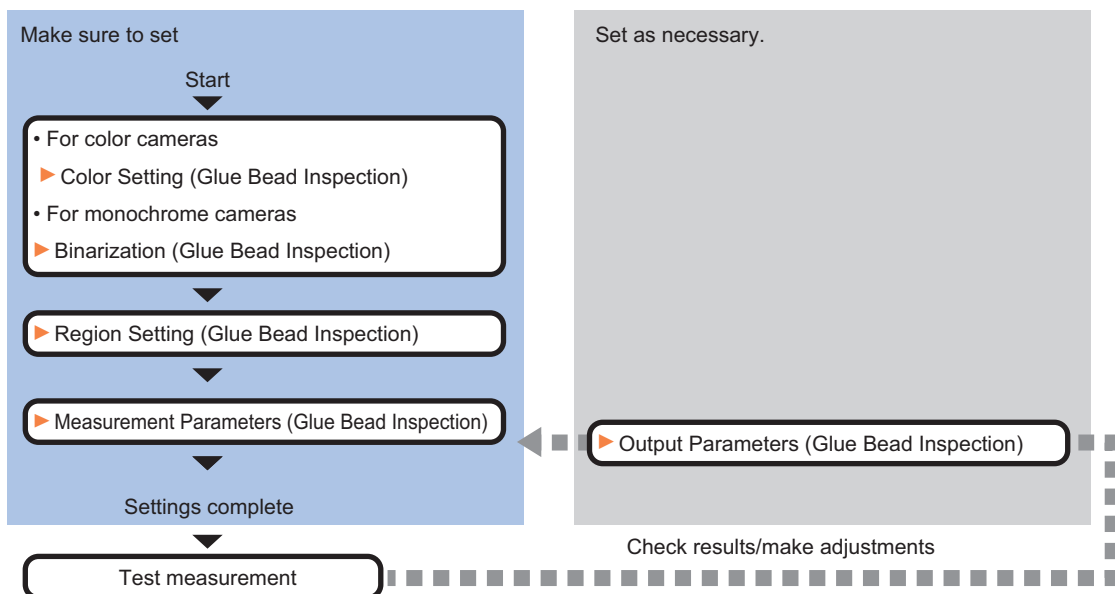 Make sure to set
Start
• For color cameras
Color Setting (Glue Bead Inspection)
• For monochrome cameras
Binarization (Glue Bead Inspection)
Region Setting (Glue Bead Inspection)
Measurement Parameters (Glue Bead Inspection)
Settings complete
Test measurement
Set as necessary.
Output Parameters (Glue Bead Inspection)
Check results/make adjustments